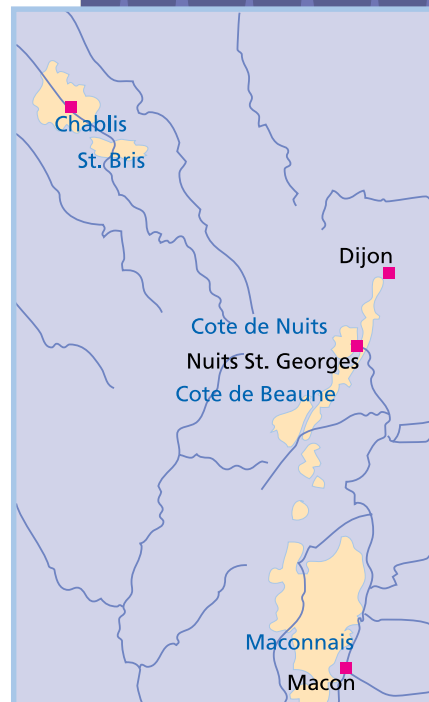 Chablis
St. Bris
Dijon
Cote de Nuits
Nuits St. Georges
Cote de Beaune
Maconnais
Macon